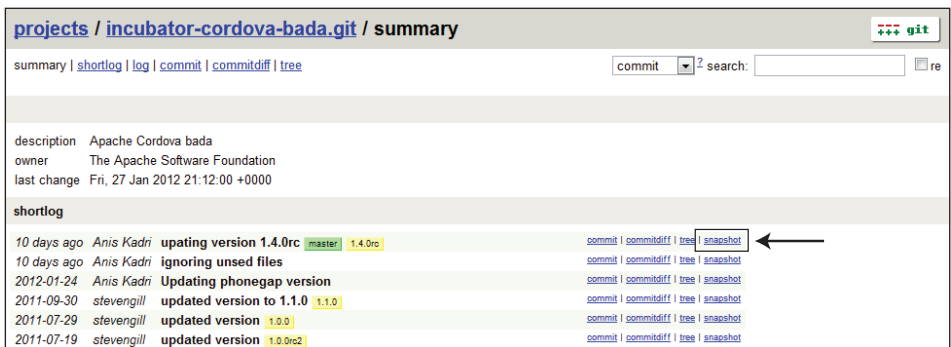 projects / incubator-cordova-bada.git / summary
git
summary | shortlog | log | commit | commitdiff | tree
commit ? search: re
description Apache Cordova bada
owner The Apache Software Foundation
last change Fri, 27 Jan 2012 21:12:00 +0000
shortlog
10 days ago Anis Kadri upating version 1.4.0rc master 1.4.0rc commit | commitdiff | tree | snapshot
10 days ago Anis Kadri ignoring unsed files commit | commitdiff | tree | snapshot
2012-01-24 Anis Kadri Updating phonegap version commit | commitdiff | tree | snapshot
2011-09-30 stevengill updated version to 1.1.0 1.1.0 commit | commitdiff | tree | snapshot
2011-07-29 stevengill updated version 1.0.0 commit | commitdiff | tree | snapshot
2011-07-19 stevengill updated version 1.0.0rc2 commit | commitdiff | tree | snapshot